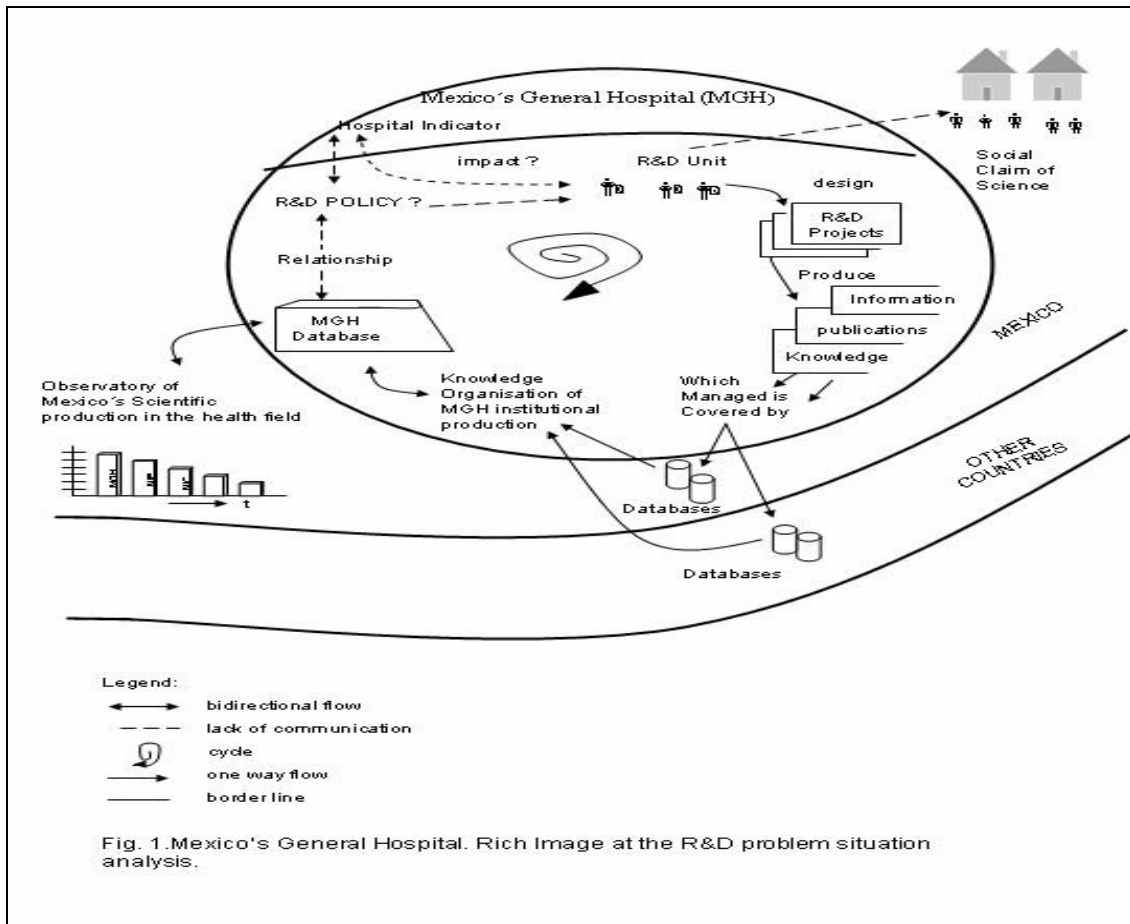 Mexico´s General Hospital (MGH)
Hospital Indicator
impact ?
R&D Unit
Social
Claim of
Science
design
R&D POLICY ?
R&D
Projects
Relationship
Produce
Information
publications
Knowledge
MEXICO
MGH
Database
Observatory of
Mexico´s Scientific
production in the health field
Knowledge
Organisation of
MGH institutional
production
Which
Managed is
Covered by
OTHER
COUNTRIES
t
Databases
Databases
Legend:
bidirectional flow
lack of communication
cycle
one way flow
border line
Fig. 1.Mexico's General Hospital. Rich Image at the R&D problem situation
analysis.